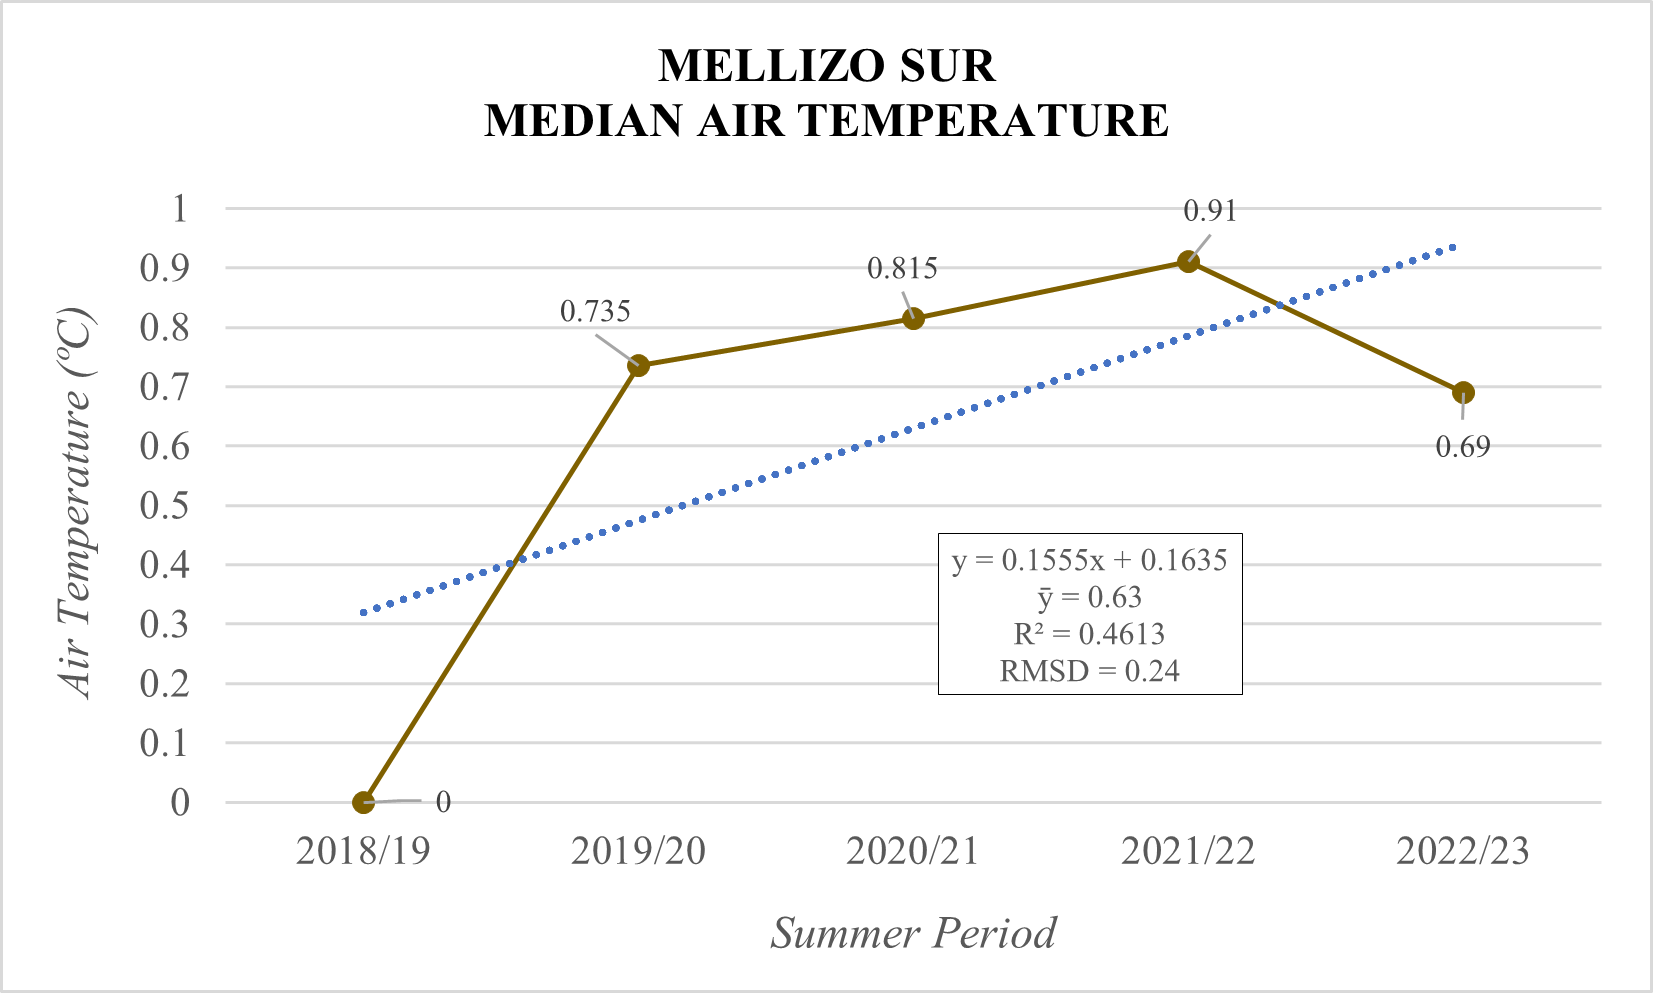 MELLIZO SUR
MEDIAN AIR TEMPERATURE
1
0.9
0.8
0.7
0.6
0.5
0.4
0.3
0.2
0.1
0
Air Temperature (ºC)
0
0.735
0.815
0.91
0.69
y = 0.1555x + 0.1635
ȳ = 0.63
R² = 0.4613
RMSD = 0.24
2018/19 2019/20 2020/21 2021/22 2022/23
Summer Period